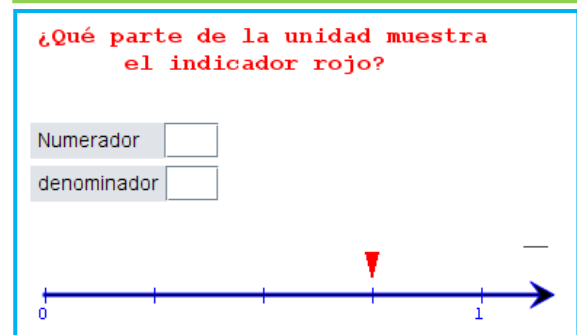 ¿Qué parte de la unidad muestra
el indicador rojo?
Numerador
denominador
0 1